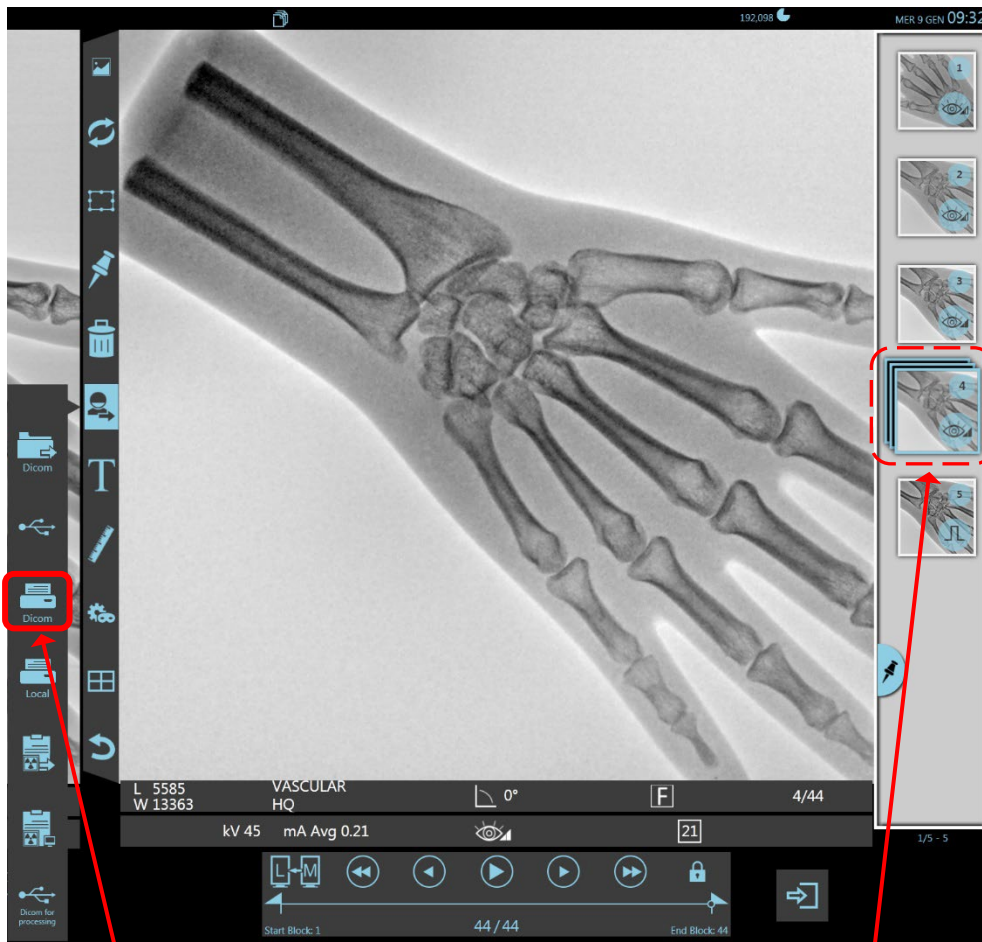 192,098
MER 9 GEN 09:32
1
2
3
4
5
Dicom
T
Dicom
Local
Dicom for
processing
L 5585
W 13363
VASCULAR
HQ
0°
F
4/44
kV 45 mA Avg 0.21
21
1/5 - 5
L M
Start Block: 1
44 / 44
End Block: 44